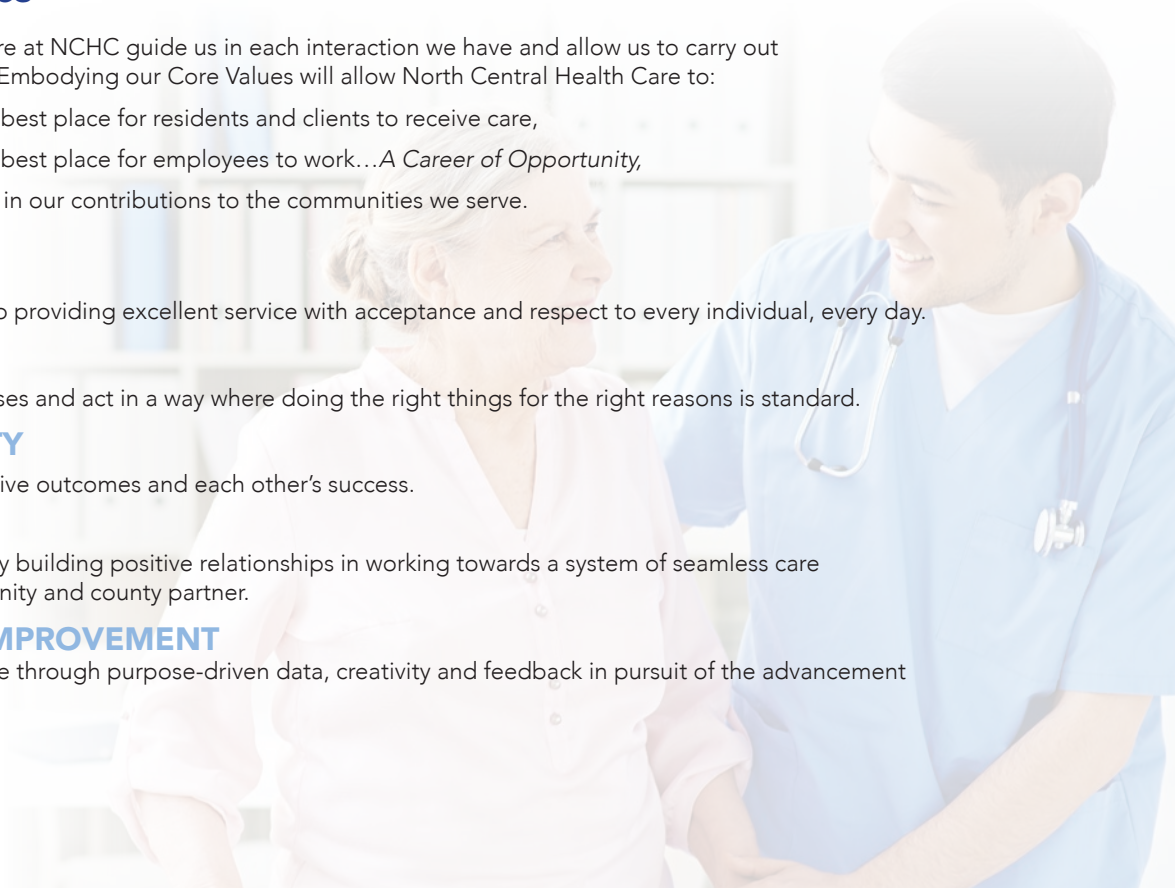 re at NCHC guide us in each interaction we have and allow us to carry out
Embodying our Core Values will allow North Central Health Care to:
best place for residents and clients to receive care,
best place for employees to work…A Career of Opportunity,
in our contributions to the communities we serve.
o providing excellent service with acceptance and respect to every individual, every day.
ses and act in a way where doing the right things for the right reasons is standard.
TY
ive outcomes and each other’s success.
y building positive relationships in working towards a system of seamless care
nity and county partner.
MPROVEMENT
e through purpose-driven data, creativity and feedback in pursuit of the advancement